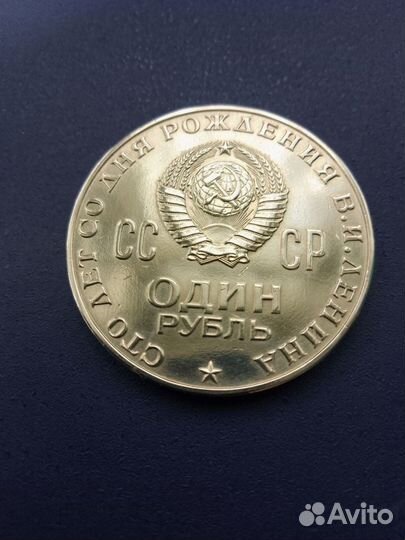 СТО ЛЕТ СО ДНЯ РОЖДЕНИЯ В.И.ЛЕНИНА
СС СР
ОДИН
РУБЛЬ
Avito